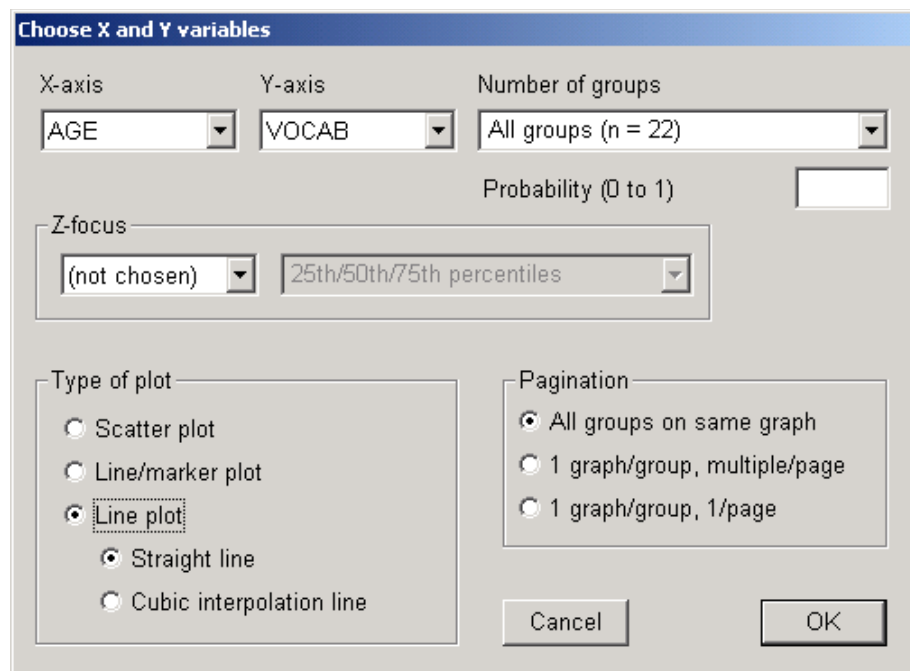 Choose X and Y variables
X-axis Y-axis Number of groups
AGE VOCAB All groups (n = 22)
Probability (0 to 1)
Z-focus
(not chosen) 25th/50th/75th percentiles
Type of plot
Scatter plot
Line/marker plot
Line plot
Straight line
Cubic interpolation line
Pagination
All groups on same graph
1 graph/group, multiple/page
1 graph/group, 1/page
Cancel OK